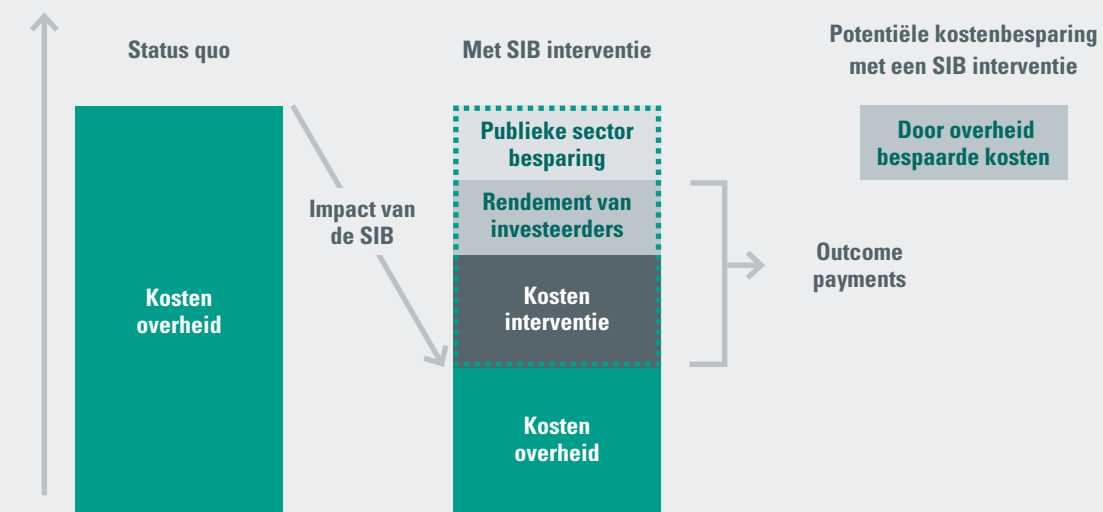 Status quo
Met SIB interventie
Potentiële kostenbesparing
met een SIB interventie
Publieke sector
besparing
Door overheid
bespaarde kosten
Impact van
de SIB
Rendement van
investeerders
Outcome
payments
Kosten
overheid
Kosten
interventie
Kosten
overheid